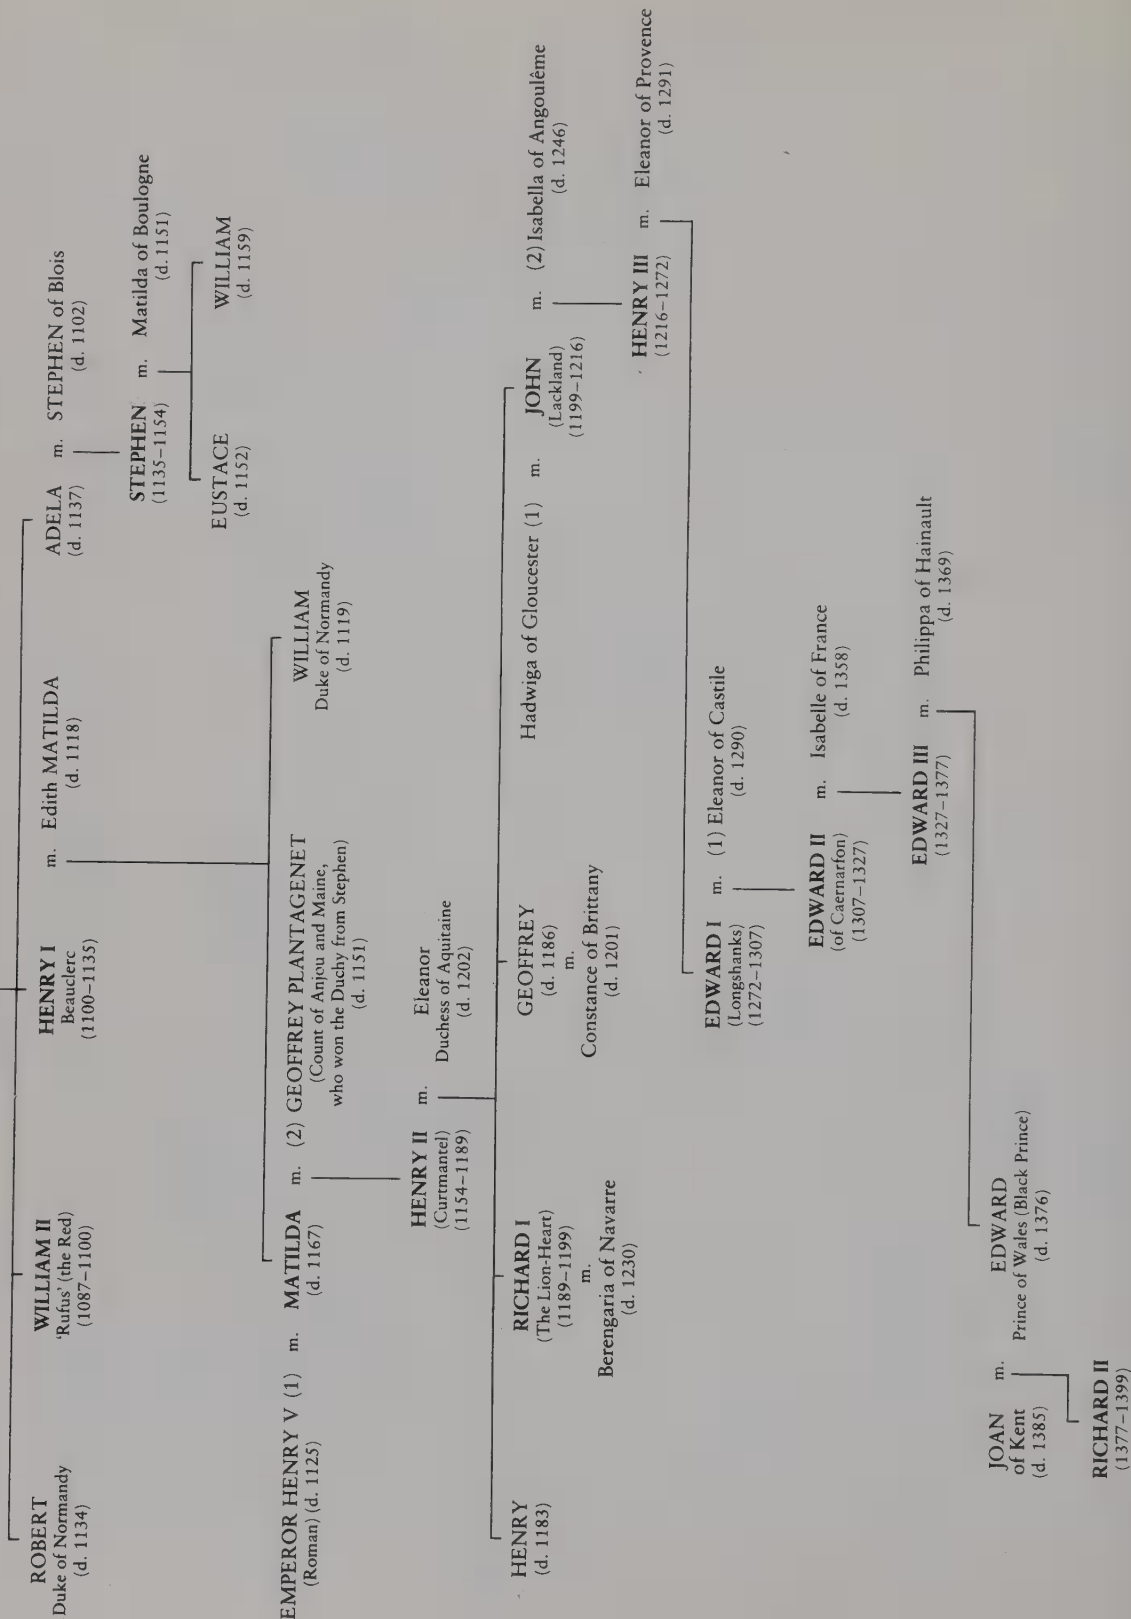 ROBERT
Duke of Normandy
(d. 1134)
WILLIAM II
'Rufus' (the Red)
(1087–1100)
HENRY I
Beauclerc
(1100–1135)
m.
Edith MATILDA
(d. 1118)
ADELA
(d. 1137)
m.
STEPHEN of Blois
(d. 1102)
STEPHEN
(1135–1154)
m.
Matilda of Boulogne
(d. 1151)
EUSTACE
(d. 1152)
WILLIAM
(d. 1159)
EMPEROR HENRY V (1)
(Roman) (d. 1125)
m.
MATILDA
(d. 1167)
m.
(2) GEOFFREY PLANTAGENET
(Count of Anjou and Maine,
who won the Duchy from Stephen)
(d. 1151)
WILLIAM
Duke of Normandy
(d. 1119)
HENRY II
(Curtmantel)
(1154–1189)
m.
Eleanor
Duchess of Aquitaine
(d. 1202)
HENRY
(d. 1183)
RICHARD I
(The Lion-Heart)
(1189–1199)
m.
Berengaria of Navarre
(d. 1230)
GEOFFREY
(d. 1186)
m.
Constance of Brittany
(d. 1201)
Hadwiga of Gloucester (1)
m.
JOHN
(Lackland)
(1199–1216)
m.
(2) Isabella of Angoulême
(d. 1246)
HENRY III
(1216–1272)
m.
Eleanor of Provence
(d. 1291)
EDWARD I
(Longshanks)
(1272–1307)
m.
(1) Eleanor of Castile
(d. 1290)
EDWARD II
(of Caernarfon)
(1307–1327)
m.
Isabelle of France
(d. 1358)
EDWARD III
(1327–1377)
m.
Philippa of Hainault
(d. 1369)
JOAN
of Kent
(d. 1385)
m.
EDWARD
Prince of Wales (Black Prince)
(d. 1376)
RICHARD II
(1377–1399)